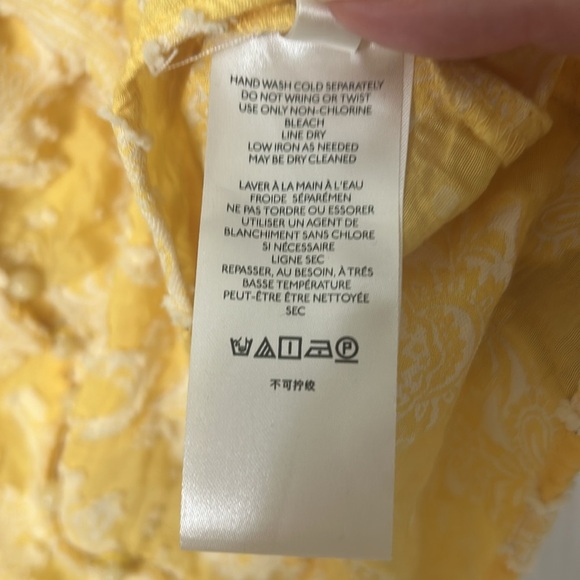 HAND WASH COLD SEPARATELY
DO NOT WRING OR TWIST
USE ONLY NON-CHLORINE
BLEACH
LINE DRY
LOW IRON AS NEEDED
MAY BE DRY CLEANED
LAVER À LA MAIN À L'EAU
FROIDE SÉPARÉMEN
NE PAS TORDRE OU ESSORER
UTILISER UN AGENT DE
BLANCHIMENT SANS CHLORE
SI NÉCESSAIRE
LIGNE SEC
REPASSER, AU BESOIN, À TRÉS
BASSE TEMPÉRATURE
PEUT-ÊTRE ÊTRE NETTOYÉE
SEC
P
不可拧绞